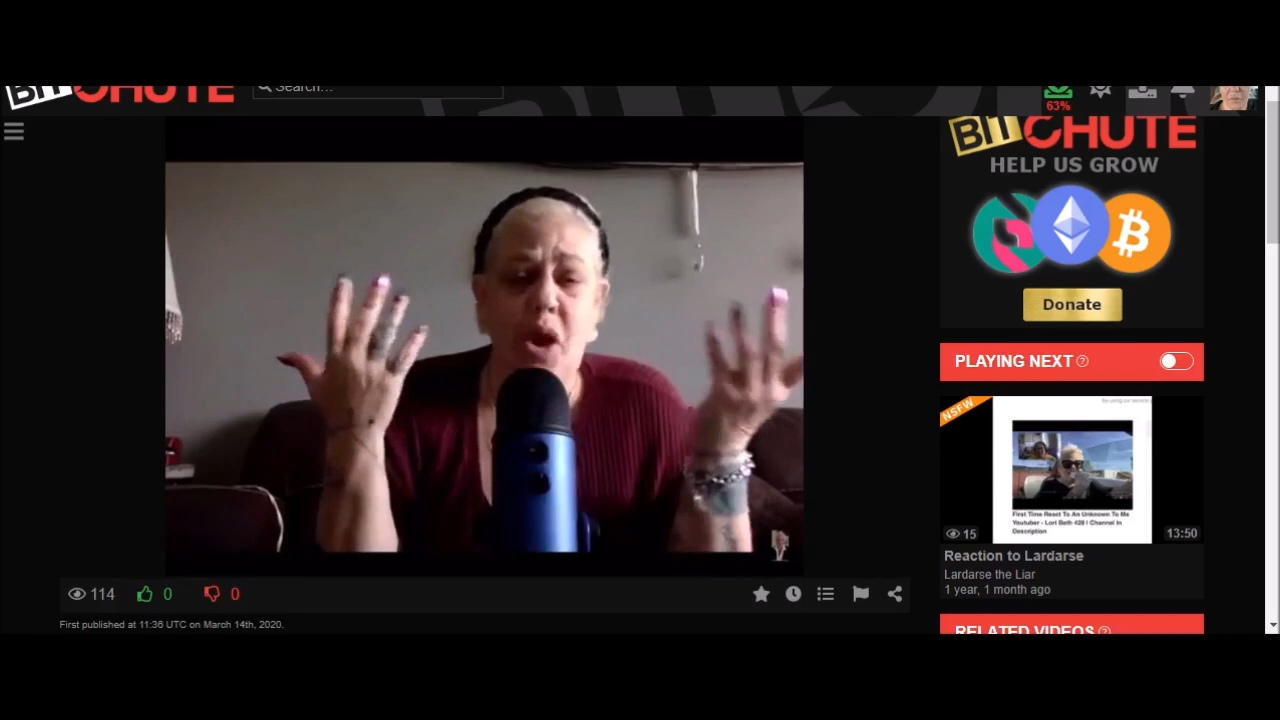 BITCHUTE
Search...
63%
BITCHUTE
HELP US GROW
Donate
PLAYING NEXT
NSFW
First Time React To An Unknown To Me
Youtuber - Lori Beth #28 | Channel In
Description
15
13:50
Reaction to Lardarse
Lardarse the Liar
1 year, 1 month ago
RELATED VIDEOS
114
0
0
First published at 11:36 UTC on March 14th, 2020.